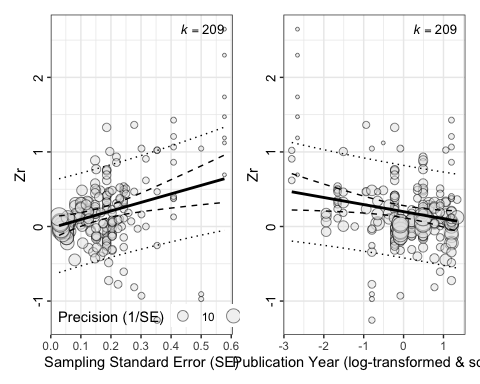 k = 209
k = 209
Zr
Zr
2
1
0
-1
2
1
0
-1
Precision (1/SE) 10
0.0 0.1 0.2 0.3 0.4 0.5 0.6
-3 -2 -1 0 1
Sampling Standard Error (SE)
Publication Year (log-transformed & sc